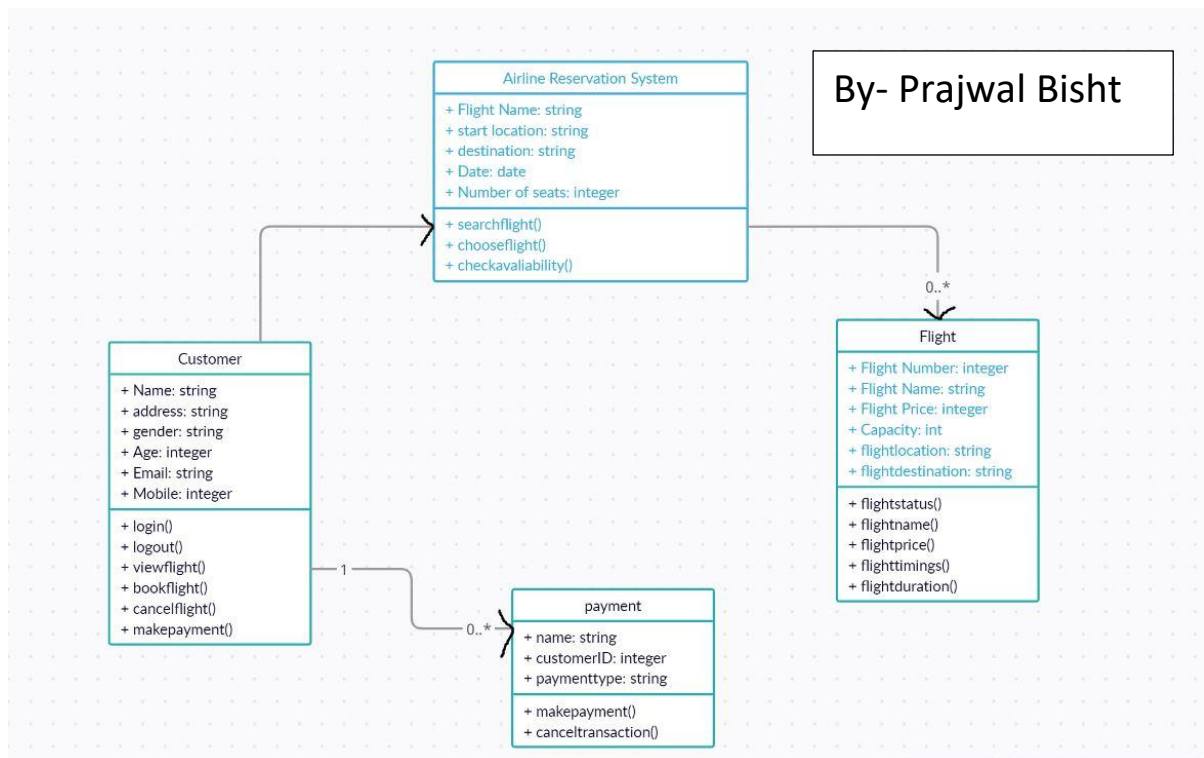 By- Prajwal Bisht
Airline Reservation System
+ Flight Name: string
+ start location: string
+ destination: string
+ Date: date
+ Number of seats: integer
+ searchflight()
+ chooseflight()
+ checkavaliability()
0..*
Flight
+ Flight Number: integer
+ Flight Name: string
+ Flight Price: integer
+ Capacity: int
+ flightlocation: string
+ flightdestination: string
+ flightstatus()
+ flightname()
+ flightprice()
+ flighttimings()
+ flightduration()
Customer
+ Name: string
+ address: string
+ gender: string
+ Age: integer
+ Email: string
+ Mobile: integer
+ login()
+ logout()
+ viewflight()
+ bookflight()
+ cancelflight()
+ makepayment()
1
0..*
payment
+ name: string
+ customerID: integer
+ paymenttype: string
+ makepayment()
+ canceltransaction()